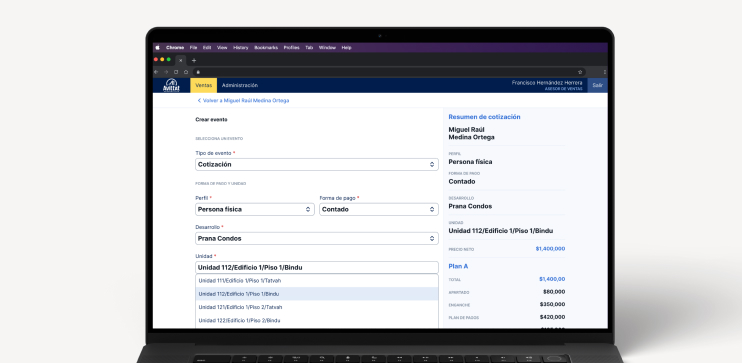 Chrome File Edit View History Bookmarks Profiles Tab Window Help
AVITAT Ventas Administración Francisco Hernández Herrera Salir
ASESOR DE VENTAS
Volver a Miguel Raúl Medina Ortega
Crear evento
SELECCIONA UN EVENTO
Tipo de evento *
Cotización
FORMA DE PAGO Y UNIDAD
Perfil * Forma de pago *
Persona física Contado
Desarrollo *
Prana Condos
Unidad *
Unidad 112/Edificio 1/Piso 1/Bindu
Unidad 111/Edificio 1/Piso 1/Tatvah
Unidad 112/Edificio 1/Piso 1/Bindu
Unidad 121/Edificio 1/Piso 2/Tatvah
Unidad 122/Edificio 1/Piso 2/Bindu
Resumen de cotización
Miguel Raúl
Medina Ortega
PERFIL
Persona física
FORMA DE PAGO
Contado
DESARROLLO
Prana Condos
UNIDAD
Unidad 112/Edificio 1/Piso 1/Bindu
PRECIO NETO $1,400,000
Plan A
TOTAL $1,400,00
APARTADO $80,000
ENGANCHE $350,000
PLAN DE PAGOS $420,000